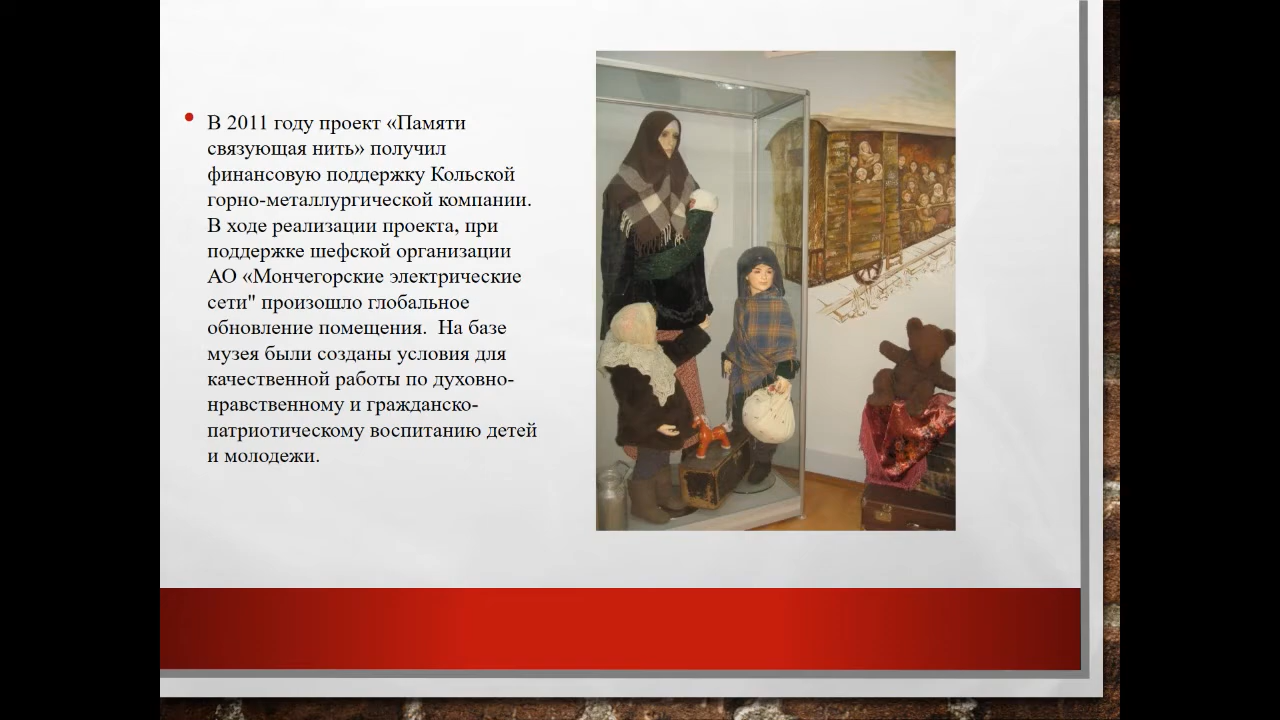 В 2011 году проект «Памяти
связующая нить» получил
финансовую поддержку Кольской
горно-металлургической компании.
В ходе реализации проекта, при
поддержке шефской организации
АО «Мончегорские электрические
сети" произошло глобальное
обновление помещения.  На базе
музея были созданы условия для
качественной работы по духовно-
нравственному и гражданско-
патриотическому воспитанию детей
и молодежи.